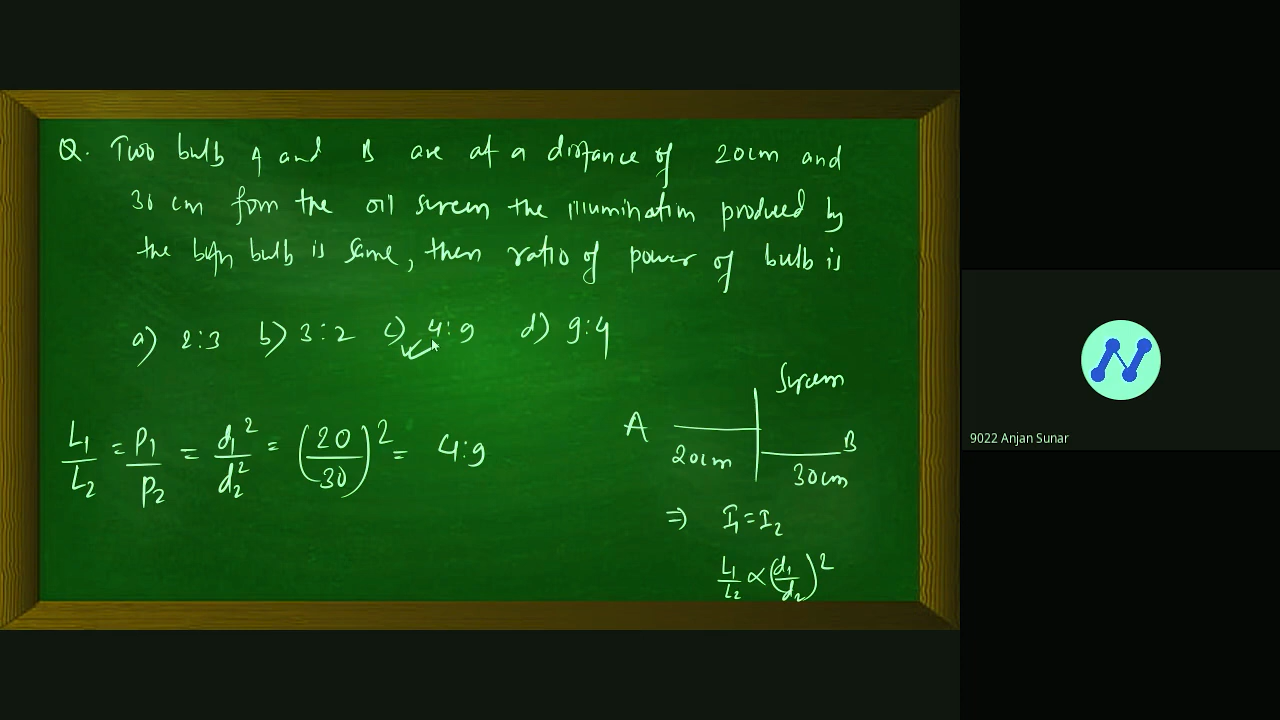 Q. Two bulb A and B are at a distance of 20cm and
30 cm from the oil screen the illumination produced by
the both bulb is same, then ratio of power of bulb is
a) 2:3 b) 3:2 c) 4:9 d) 9:4
L₁/L₂ = P₁/P₂ = d₁²/d₂² = (20/30)² = 4:9
Screen
A
B
20cm
30cm
⇒ I₁=I₂
L₁/L₂ ∝ (d₁/d₂)²
9022 Anjan Sunar